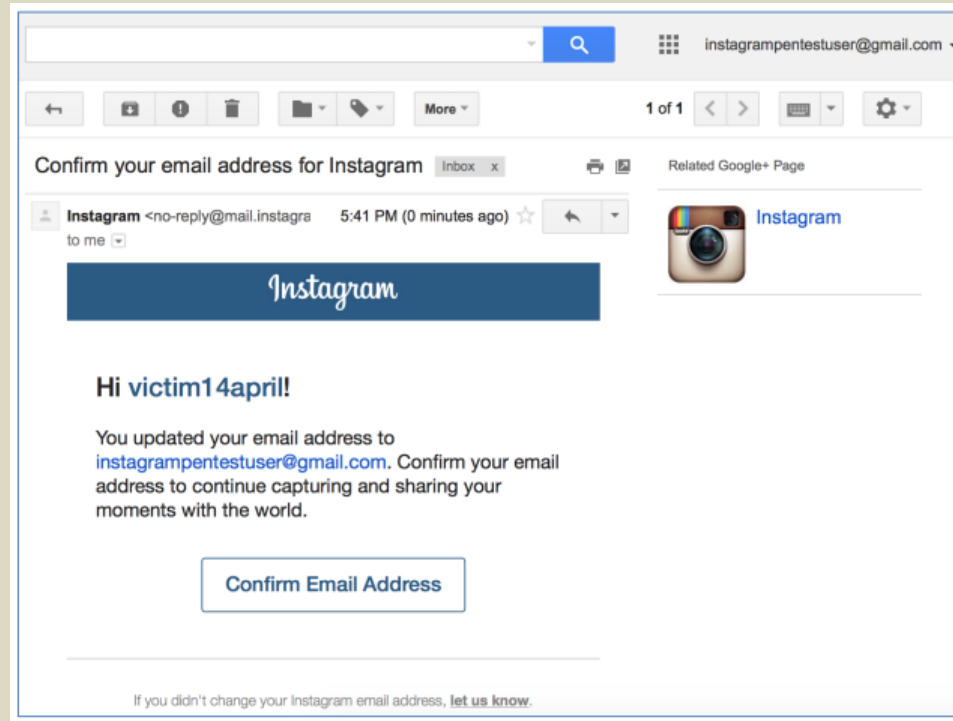 instagrampentestuser@gmail.com
More
1 of 1
Confirm your email address for Instagram Inbox x
Related Google+ Page
Instagram <no-reply@mail.instagra 5:41 PM (0 minutes ago)
Instagram
to me
Instagram
Hi victim14april!
You updated your email address to
instagrampentestuser@gmail.com. Confirm your email
address to continue capturing and sharing your
moments with the world.
Confirm Email Address
If you didn't change your Instagram email address, let us know.